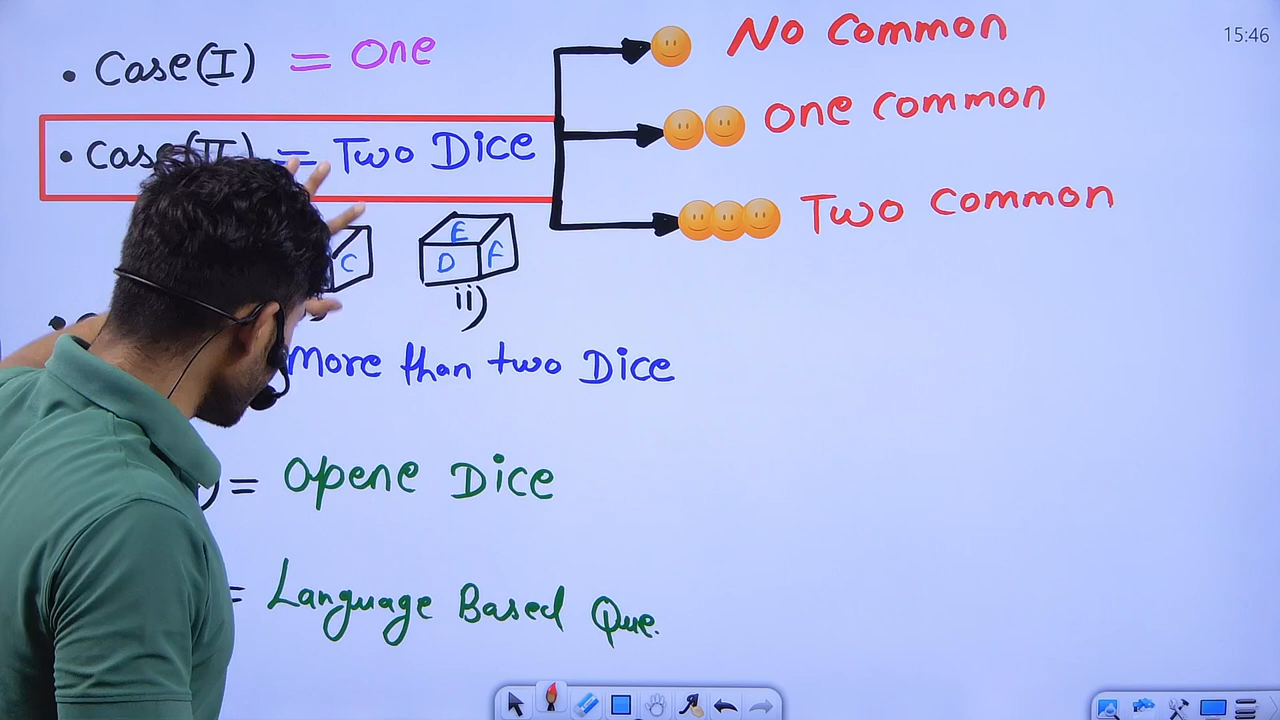 15:46
• Case(I) = One
No Common
One Common
• Case(II) = Two Dice
Two Common
C
E
D F
ii)
More than two Dice
) = Opene Dice
= Language Based Que.